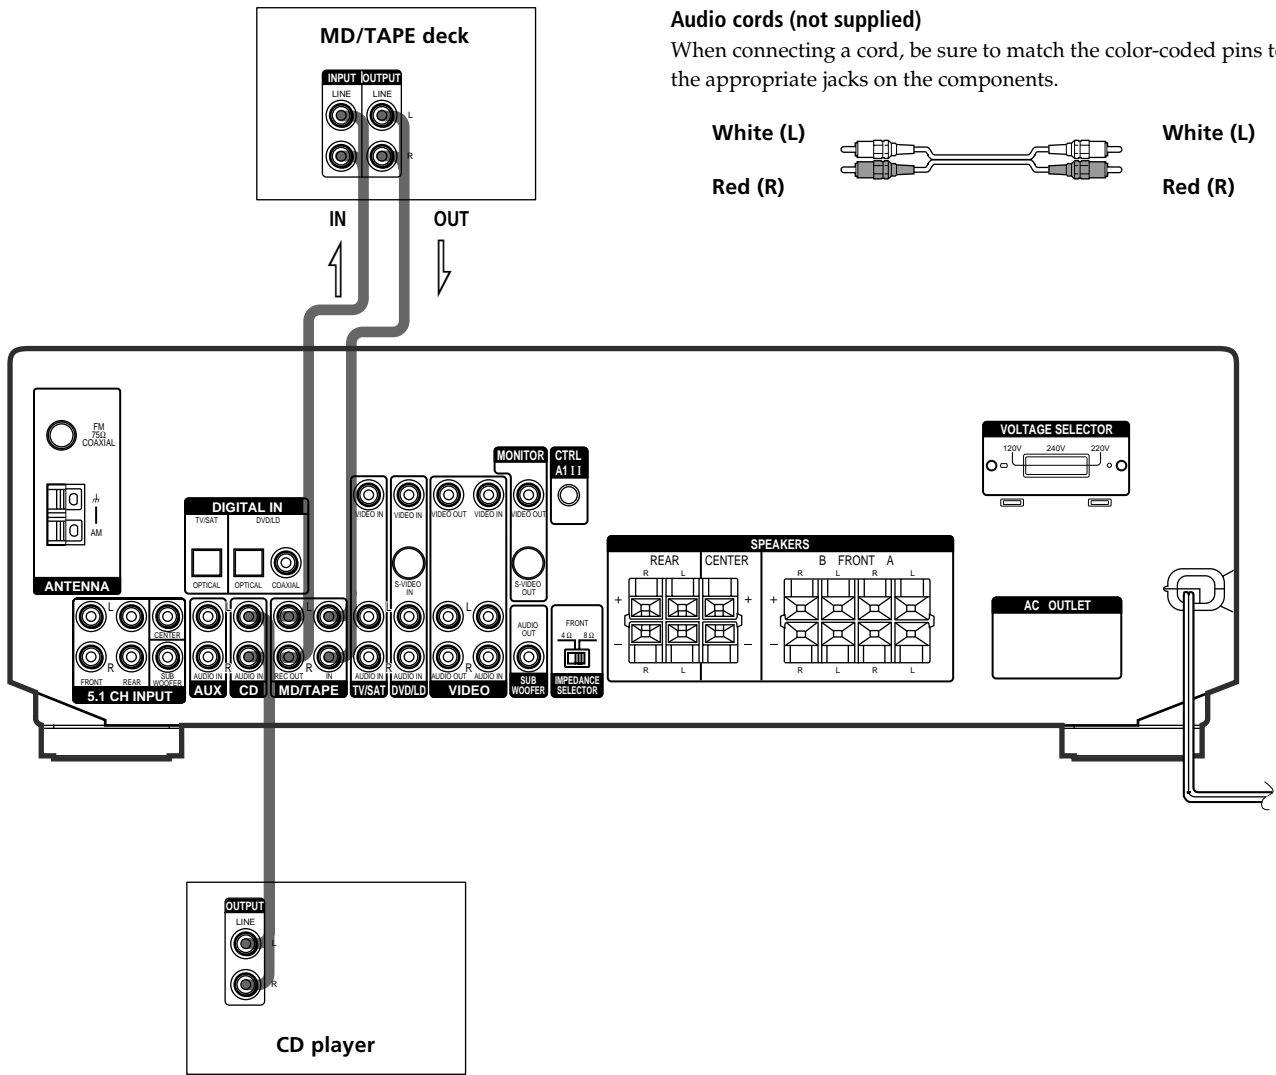 MD/TAPE deck
INPUT OUTPUT
LINE LINE
L
R
IN OUT
Audio cords (not supplied)
When connecting a cord, be sure to match the color-coded pins to
the appropriate jacks on the components.
White (L) White (L)
Red (R) Red (R)
FM
75Ω
COAXIAL
AM
ANTENNA
DIGITAL IN
TV/SAT DVD/LD
OPTICAL OPTICAL COAXIAL
MONITOR
CTRL
A1 II
VIDEO IN VIDEO IN VIDEO OUT VIDEO IN VIDEO OUT
S-VIDEO
IN
S-VIDEO
OUT
L L L L
CENTER
R R R R
FRONT REAR SUB
WOOFER
AUDIO IN AUDIO IN REC OUT IN AUDIO IN AUDIO IN AUDIO OUT AUDIO IN
5.1 CH INPUT AUX CD MD/TAPE TV/SAT DVD/LD VIDEO
AUDIO
OUT
SUB
WOOFER
FRONT
4Ω 8Ω
IMPEDANCE
SELECTOR
SPEAKERS
REAR CENTER B FRONT A
R L R L R L
+ + +
– – –
R L R L R L
VOLTAGE SELECTOR
120V 240V 220V
AC OUTLET
OUTPUT
LINE
L
R
CD player